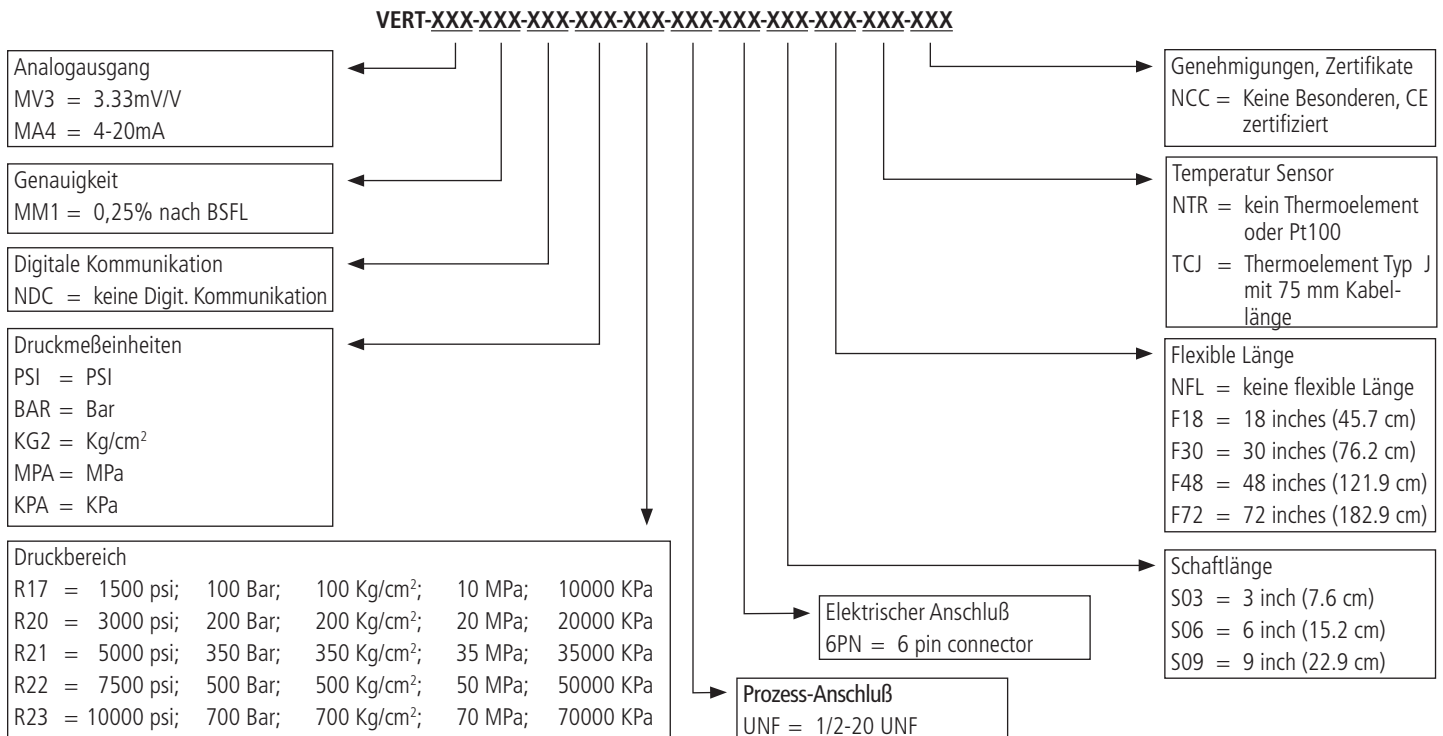 VERT-XXX-XXX-XXX-XXX-XXX-XXX-XXX-XXX-XXX-XXX-XXX
Analogausgang
MV3 = 3.33mV/V
MA4 = 4-20mA
Genauigkeit
MM1 = 0,25% nach BSFL
Digitale Kommunikation
NDC = keine Digit. Kommunikation
Druckmeßeinheiten
PSI = PSI
BAR = Bar
KG2 = Kg/cm²
MPA = MPa
KPA = KPa
Druckbereich
R17 = 1500 psi; 100 Bar; 100 Kg/cm²; 10 MPa; 10000 KPa
R20 = 3000 psi; 200 Bar; 200 Kg/cm²; 20 MPa; 20000 KPa
R21 = 5000 psi; 350 Bar; 350 Kg/cm²; 35 MPa; 35000 KPa
R22 = 7500 psi; 500 Bar; 500 Kg/cm²; 50 MPa; 50000 KPa
R23 = 10000 psi; 700 Bar; 700 Kg/cm²; 70 MPa; 70000 KPa
Prozess-Anschluß
UNF = 1/2-20 UNF
Elektrischer Anschluß
6PN = 6 pin connector
Genehmigungen, Zertifikate
NCC = Keine Besonderen, CE
zertifiziert
Temperatur Sensor
NTR = kein Thermoelement
oder Pt100
TCJ = Thermoelement Typ J
mit 75 mm Kabel-
länge
Flexible Länge
NFL = keine flexible Länge
F18 = 18 inches (45.7 cm)
F30 = 30 inches (76.2 cm)
F48 = 48 inches (121.9 cm)
F72 = 72 inches (182.9 cm)
Schaftlänge
S03 = 3 inch (7.6 cm)
S06 = 6 inch (15.2 cm)
S09 = 9 inch (22.9 cm)